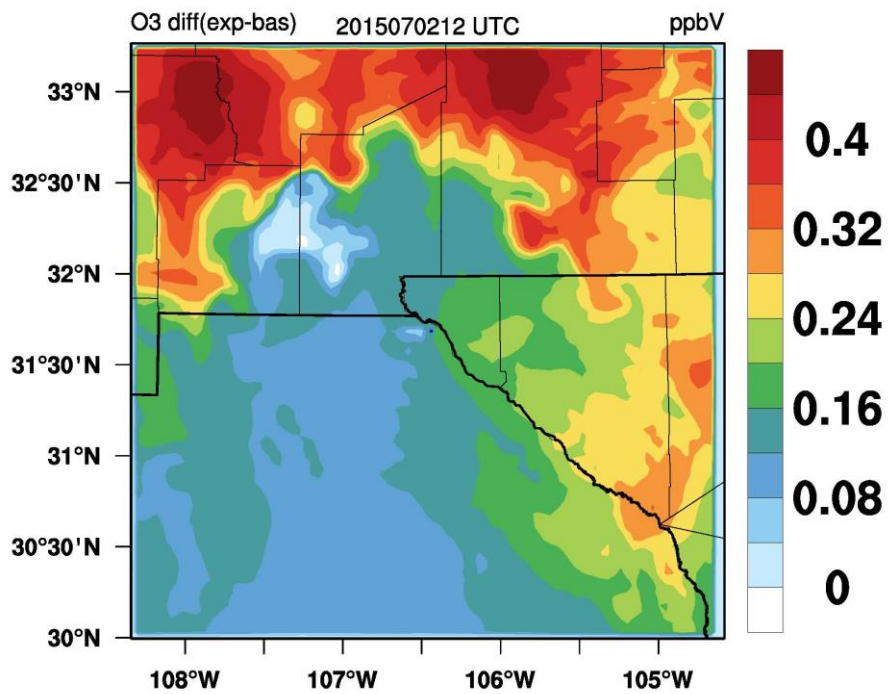 O3 diff(exp-bas) 2015070212 UTC ppbV
33°N
32°30'N
32°N
31°30'N
31°N
30°30'N
30°N
108°W 107°W 106°W 105°W
0.4
0.32
0.24
0.16
0.08
0